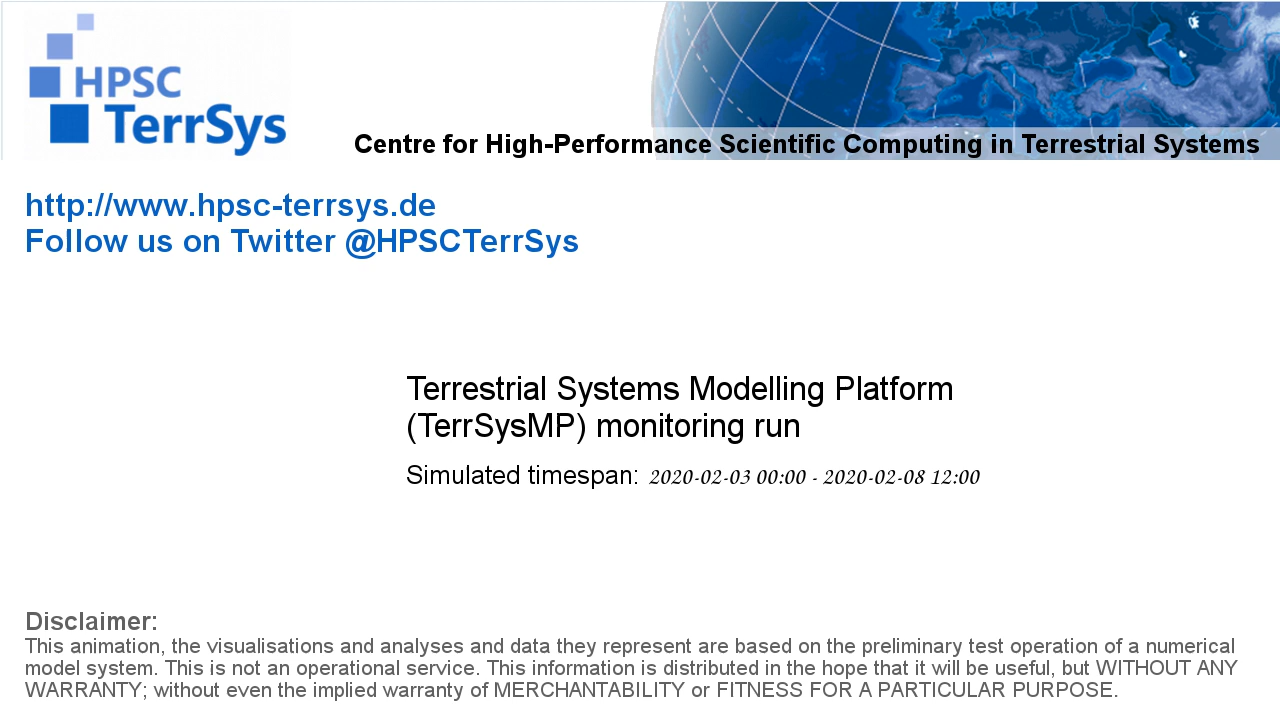 HPSC
TerrSys
Centre for High-Performance Scientific Computing in Terrestrial Systems
http://www.hpsc-terrsys.de
Follow us on Twitter @HPSCTerrSys
Terrestrial Systems Modelling Platform
(TerrSysMP) monitoring run
Simulated timespan: 2020-02-03 00:00 - 2020-02-08 12:00
Disclaimer:
This animation, the visualisations and analyses and data they represent are based on the preliminary test operation of a numerical
model system. This is not an operational service. This information is distributed in the hope that it will be useful, but WITHOUT ANY
WARRANTY; without even the implied warranty of MERCHANTABILITY or FITNESS FOR A PARTICULAR PURPOSE.